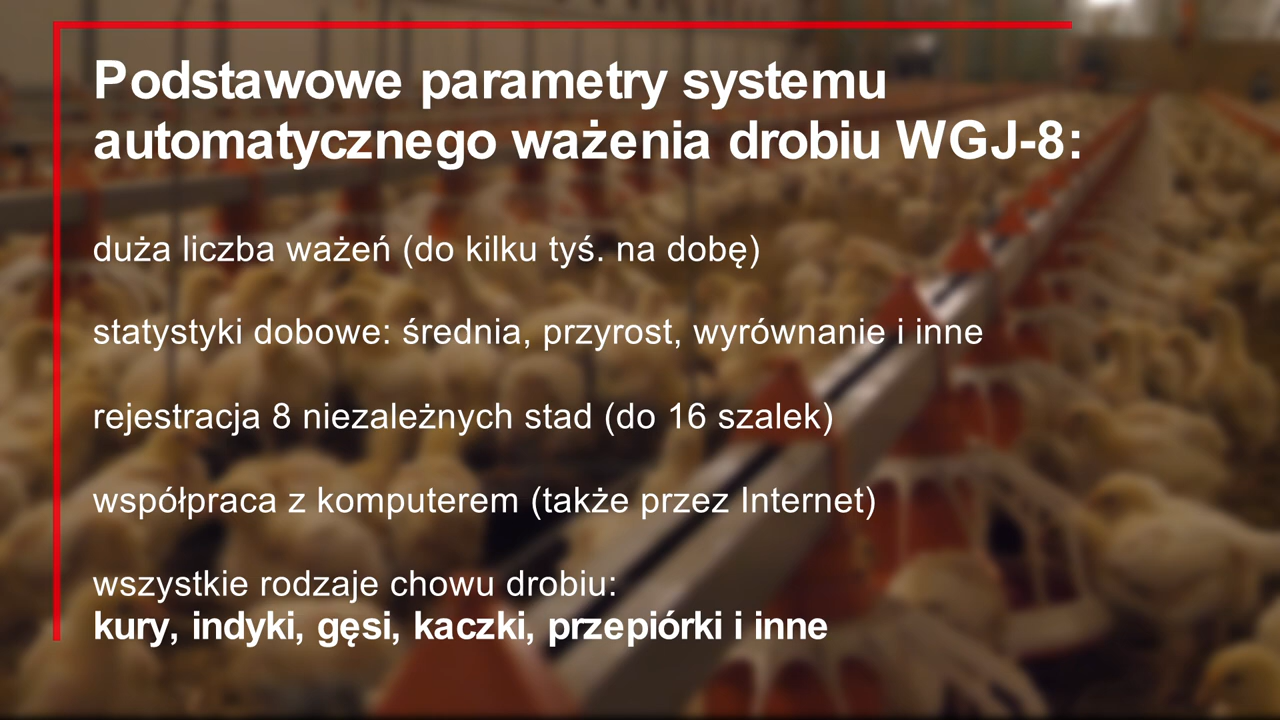 Podstawowe parametry systemu
automatycznego ważenia drobiu WGJ-8:
duża liczba ważeń (do kilku tyś. na dobę)
statystyki dobowe: średnia, przyrost, wyrównanie i inne
rejestracja 8 niezależnych stad (do 16 szalek)
współpraca z komputerem (także przez Internet)
wszystkie rodzaje chowu drobiu:
kury, indyki, gęsi, kaczki, przepiórki i inne